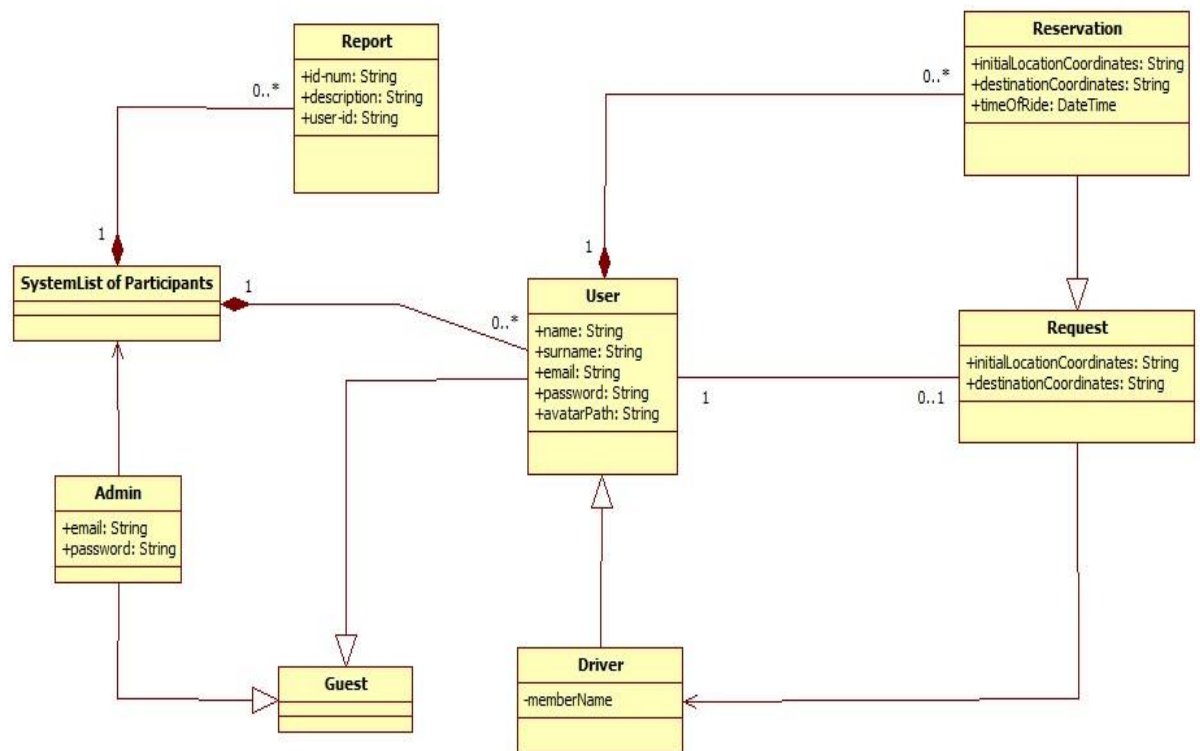 Report
+id-num: String
+description: String
+user-id: String
Reservation
+initialLocationCoordinates: String
+destinationCoordinates: String
+timeOfRide: DateTime
0..*
0..*
1
1
SystemList of Participants
1
0..*
User
+name: String
+surname: String
+email: String
+password: String
+avatarPath: String
Request
+initialLocationCoordinates: String
+destinationCoordinates: String
1
0..1
Admin
+email: String
+password: String
Guest
Driver
-memberName